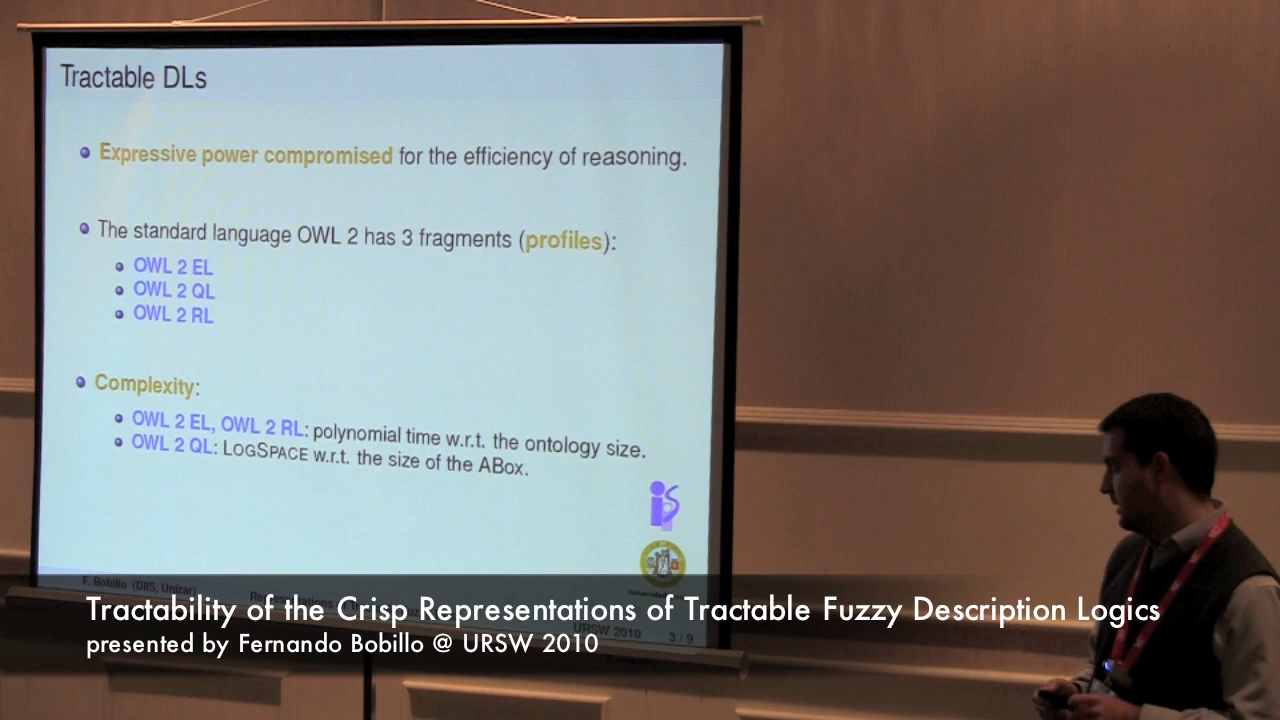 Tractable DLs
Expressive power compromised for the efficiency of reasoning.
The standard language OWL 2 has 3 fragments (profiles):
OWL 2 EL
OWL 2 QL
OWL 2 RL
Complexity:
OWL 2 EL, OWL 2 RL: polynomial time w.r.t. the ontology size.
OWL 2 QL: LOGSPACE w.r.t. the size of the ABox.
F. Bobillo (DIIS, Unizar)
Tractability of the Crisp Representations of Tractable Fuzzy Description Logics
presented by Fernando Bobillo @ URSW 2010
URSW 2010 3 / 9